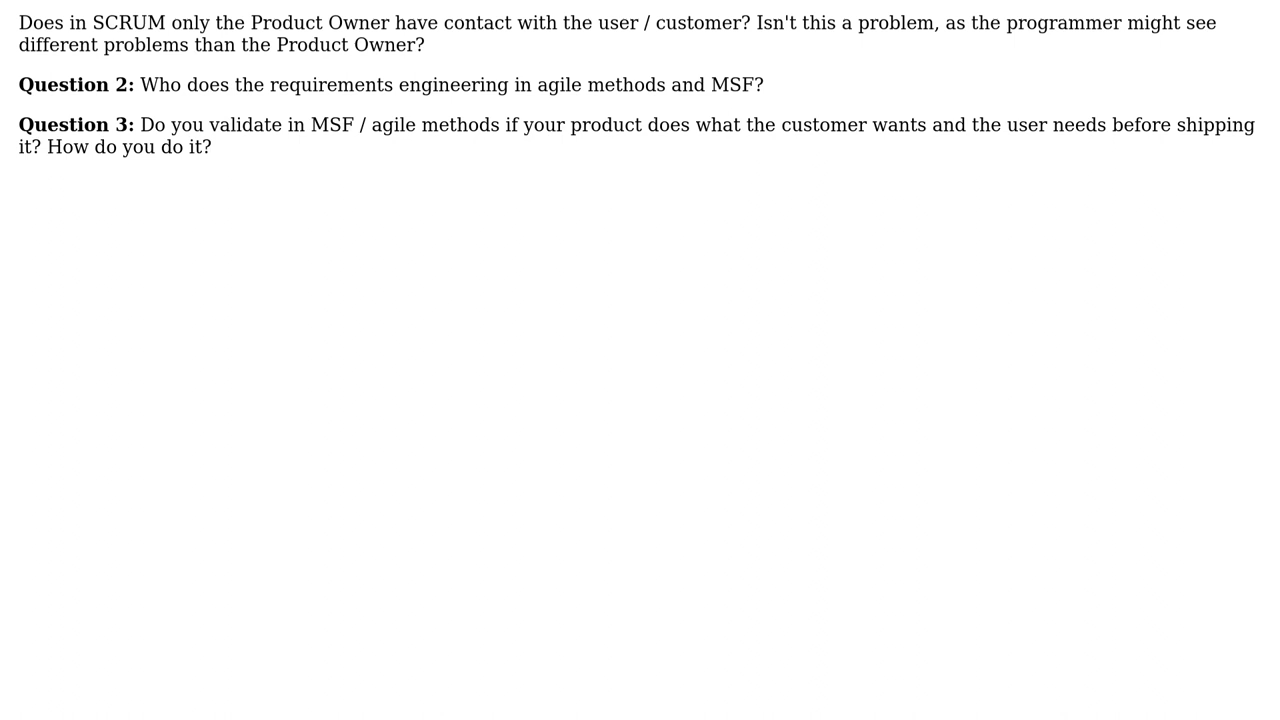 Does in SCRUM only the Product Owner have contact with the user / customer? Isn't this a problem, as the programmer might see
different problems than the Product Owner?
Question 2: Who does the requirements engineering in agile methods and MSF?
Question 3: Do you validate in MSF / agile methods if your product does what the customer wants and the user needs before shipping
it? How do you do it?